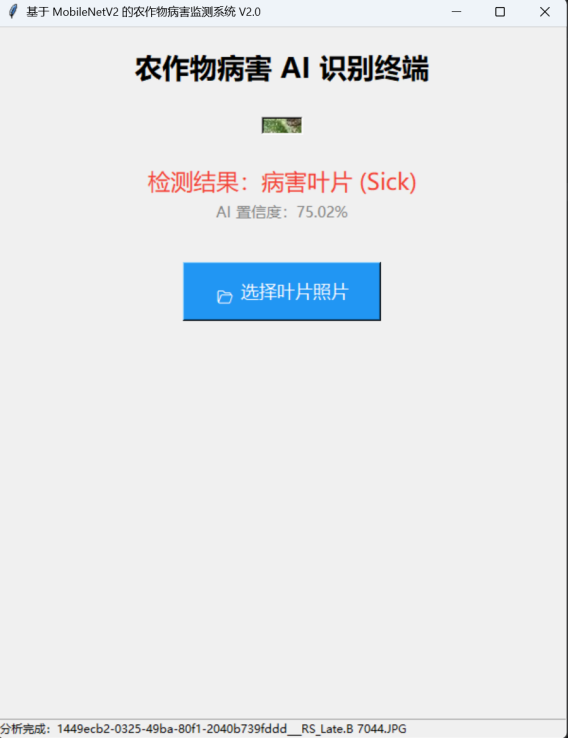 基于 MobileNetV2 的农作物病害监测系统 V2.0
农作物病害 AI 识别终端
检测结果：病害叶片 (Sick)
AI 置信度：75.02%
选择叶片照片
分析完成：1449ecb2-0325-49ba-80f1-2040b739fddd___RS_Late.B 7044.JPG